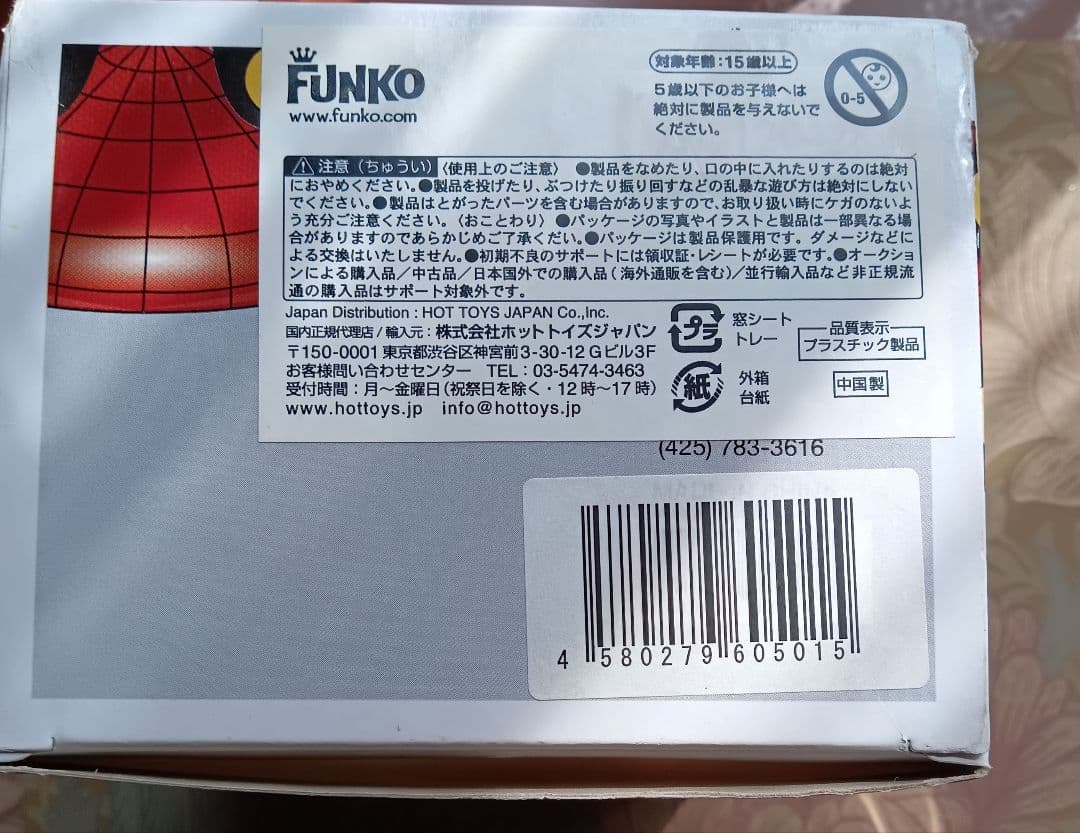 FUNKO
www.funko.com
対象年齢:15歳以上
5歳以下のお子様へは
絶対に製品を与えないで
ください。
0-5
注意(ちゅうい)〈使用上のご注意〉 ●製品をなめたり、口の中に入れたりするのは絶対
におやめください。●製品を投げたり、ぶつけたり振り回すなどの乱暴な遊び方は絶対にしない
でください。●製品はとがったパーツを含む場合がありますので、お取り扱い時にケガのないよ
う充分ご注意ください。〈おことわり〉 ●パッケージの写真やイラストと製品は一部異なる場
合がありますのであらかじめご了承くだい。●パッケージは製品保護用です。ダメージなどに
よる交換はいたしません。●初期不良のサポートには領収証・レシートが必要です。●オークショ
ンによる購入品/中古品/日本国外での購入品(海外通販を含む)/並行輸入品など非正規流
通の購入品はサポート対象外です。
Japan Distribution : HOT TOYS JAPAN Co.,Inc.
国内正規代理店/輸入元:株式会社ホットトイズジャパン
〒150-0001 東京都渋谷区神宮前3-30-12 Gビル3F
お客様問い合わせセンター TEL:03-5474-3463
受付時間:月〜金曜日(祝祭日を除く・12時〜17時)
www.hottoys.jp info@hottoys.jp
プラ
窓シート
トレー
紙
外箱
台紙
品質表示
プラスチック製品
中国製
(425) 783-3616
4 580279 605015